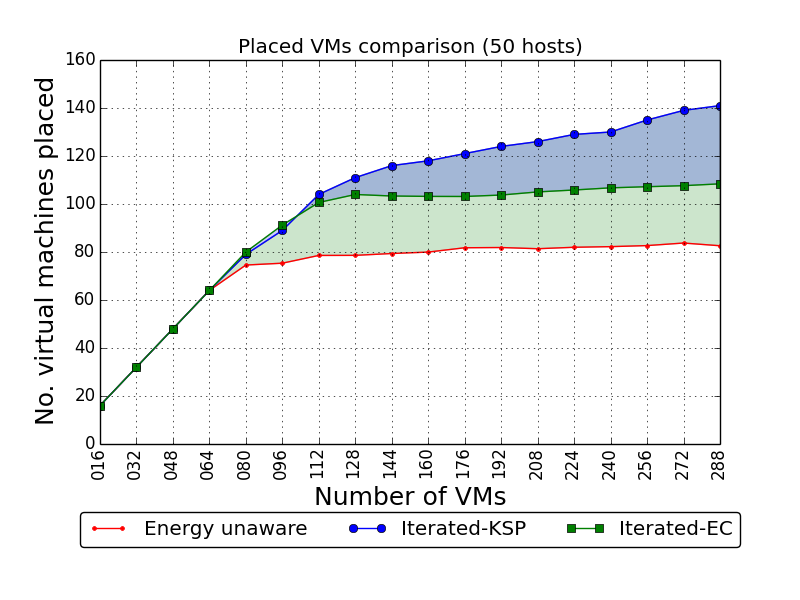 Placed VMs comparison (50 hosts)
No. virtual machines placed
160
140
120
100
80
60
40
20
0
016 032 048 064 080 096 112 128 144 160 176 192 208 224 240 256 272 288
Number of VMs
Energy unaware Iterated-KSP Iterated-EC